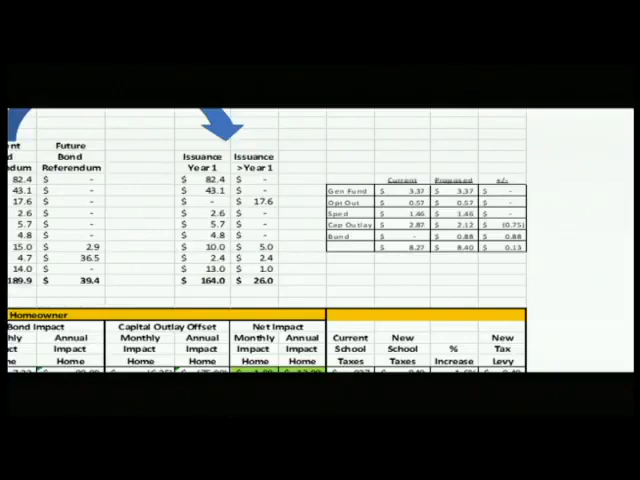 Future
Bond Issuance Issuance
Referendum Year 1 >Year 1
82.4 $ - $ 82.4 $ - Current Proposed +/-
43.1 $ - $ 43.1 $ - Gen Fund $ 3.37 $ 3.37 $ -
17.6 $ - $ - $ 17.6 Opt Out $ 0.57 $ 0.57 $ -
2.6 $ - $ 2.6 $ - Sped $ 1.46 $ 1.46 $ -
5.7 $ - $ 5.7 $ - Cap Outlay $ 2.87 $ 2.12 $ (0.75)
4.8 $ - $ 4.8 $ - Bond $ - $ 0.88 $ 0.88
15.0 $ 2.9 $ 10.0 $ 5.0 $ 8.27 $ 8.40 $ 0.13
4.7 $ 36.5 $ 2.4 $ 2.4
14.0 $ - $ 13.0 $ 1.0
189.9 $ 39.4 $ 164.0 $ 26.0
Homeowner
Bond Impact Capital Outlay Offset Net Impact
Annual Monthly Annual Monthly Annual Current New New
Impact Impact Impact Impact Impact School School % Tax
Home Home Home Home Home Taxes Taxes Increase Levy